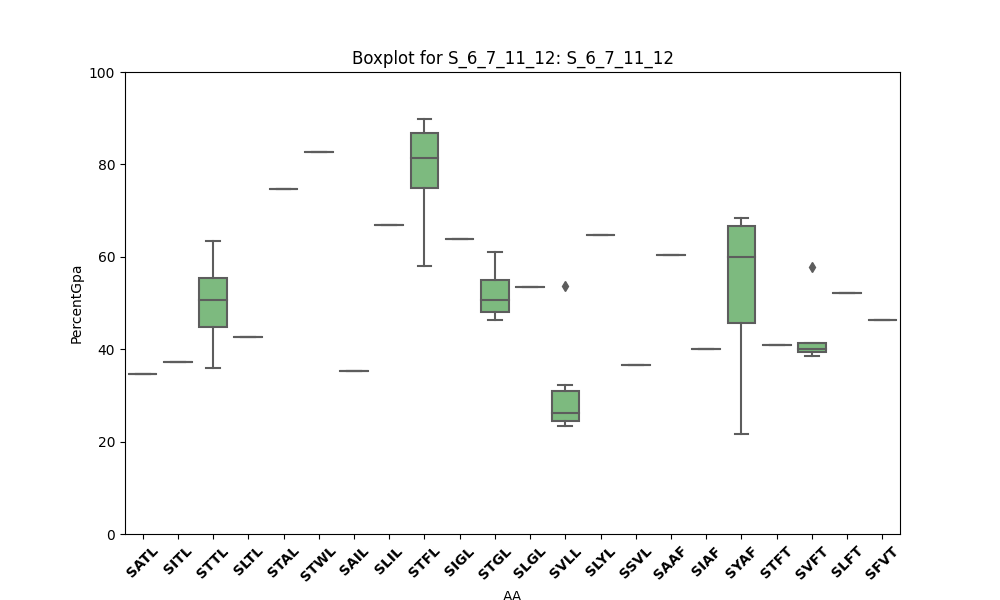 Boxplot for S_6_7_11_12: S_6_7_11_12
100
80
60
40
20
0
PercentGpa
SATL SITL STTL SLTL STAL STWL SAIL SLIL STFL SIGL STGL SLGL SVLL SLYL SSVL SAAF SIAF SYAF STFT SVFT SLFT SFVT
AA